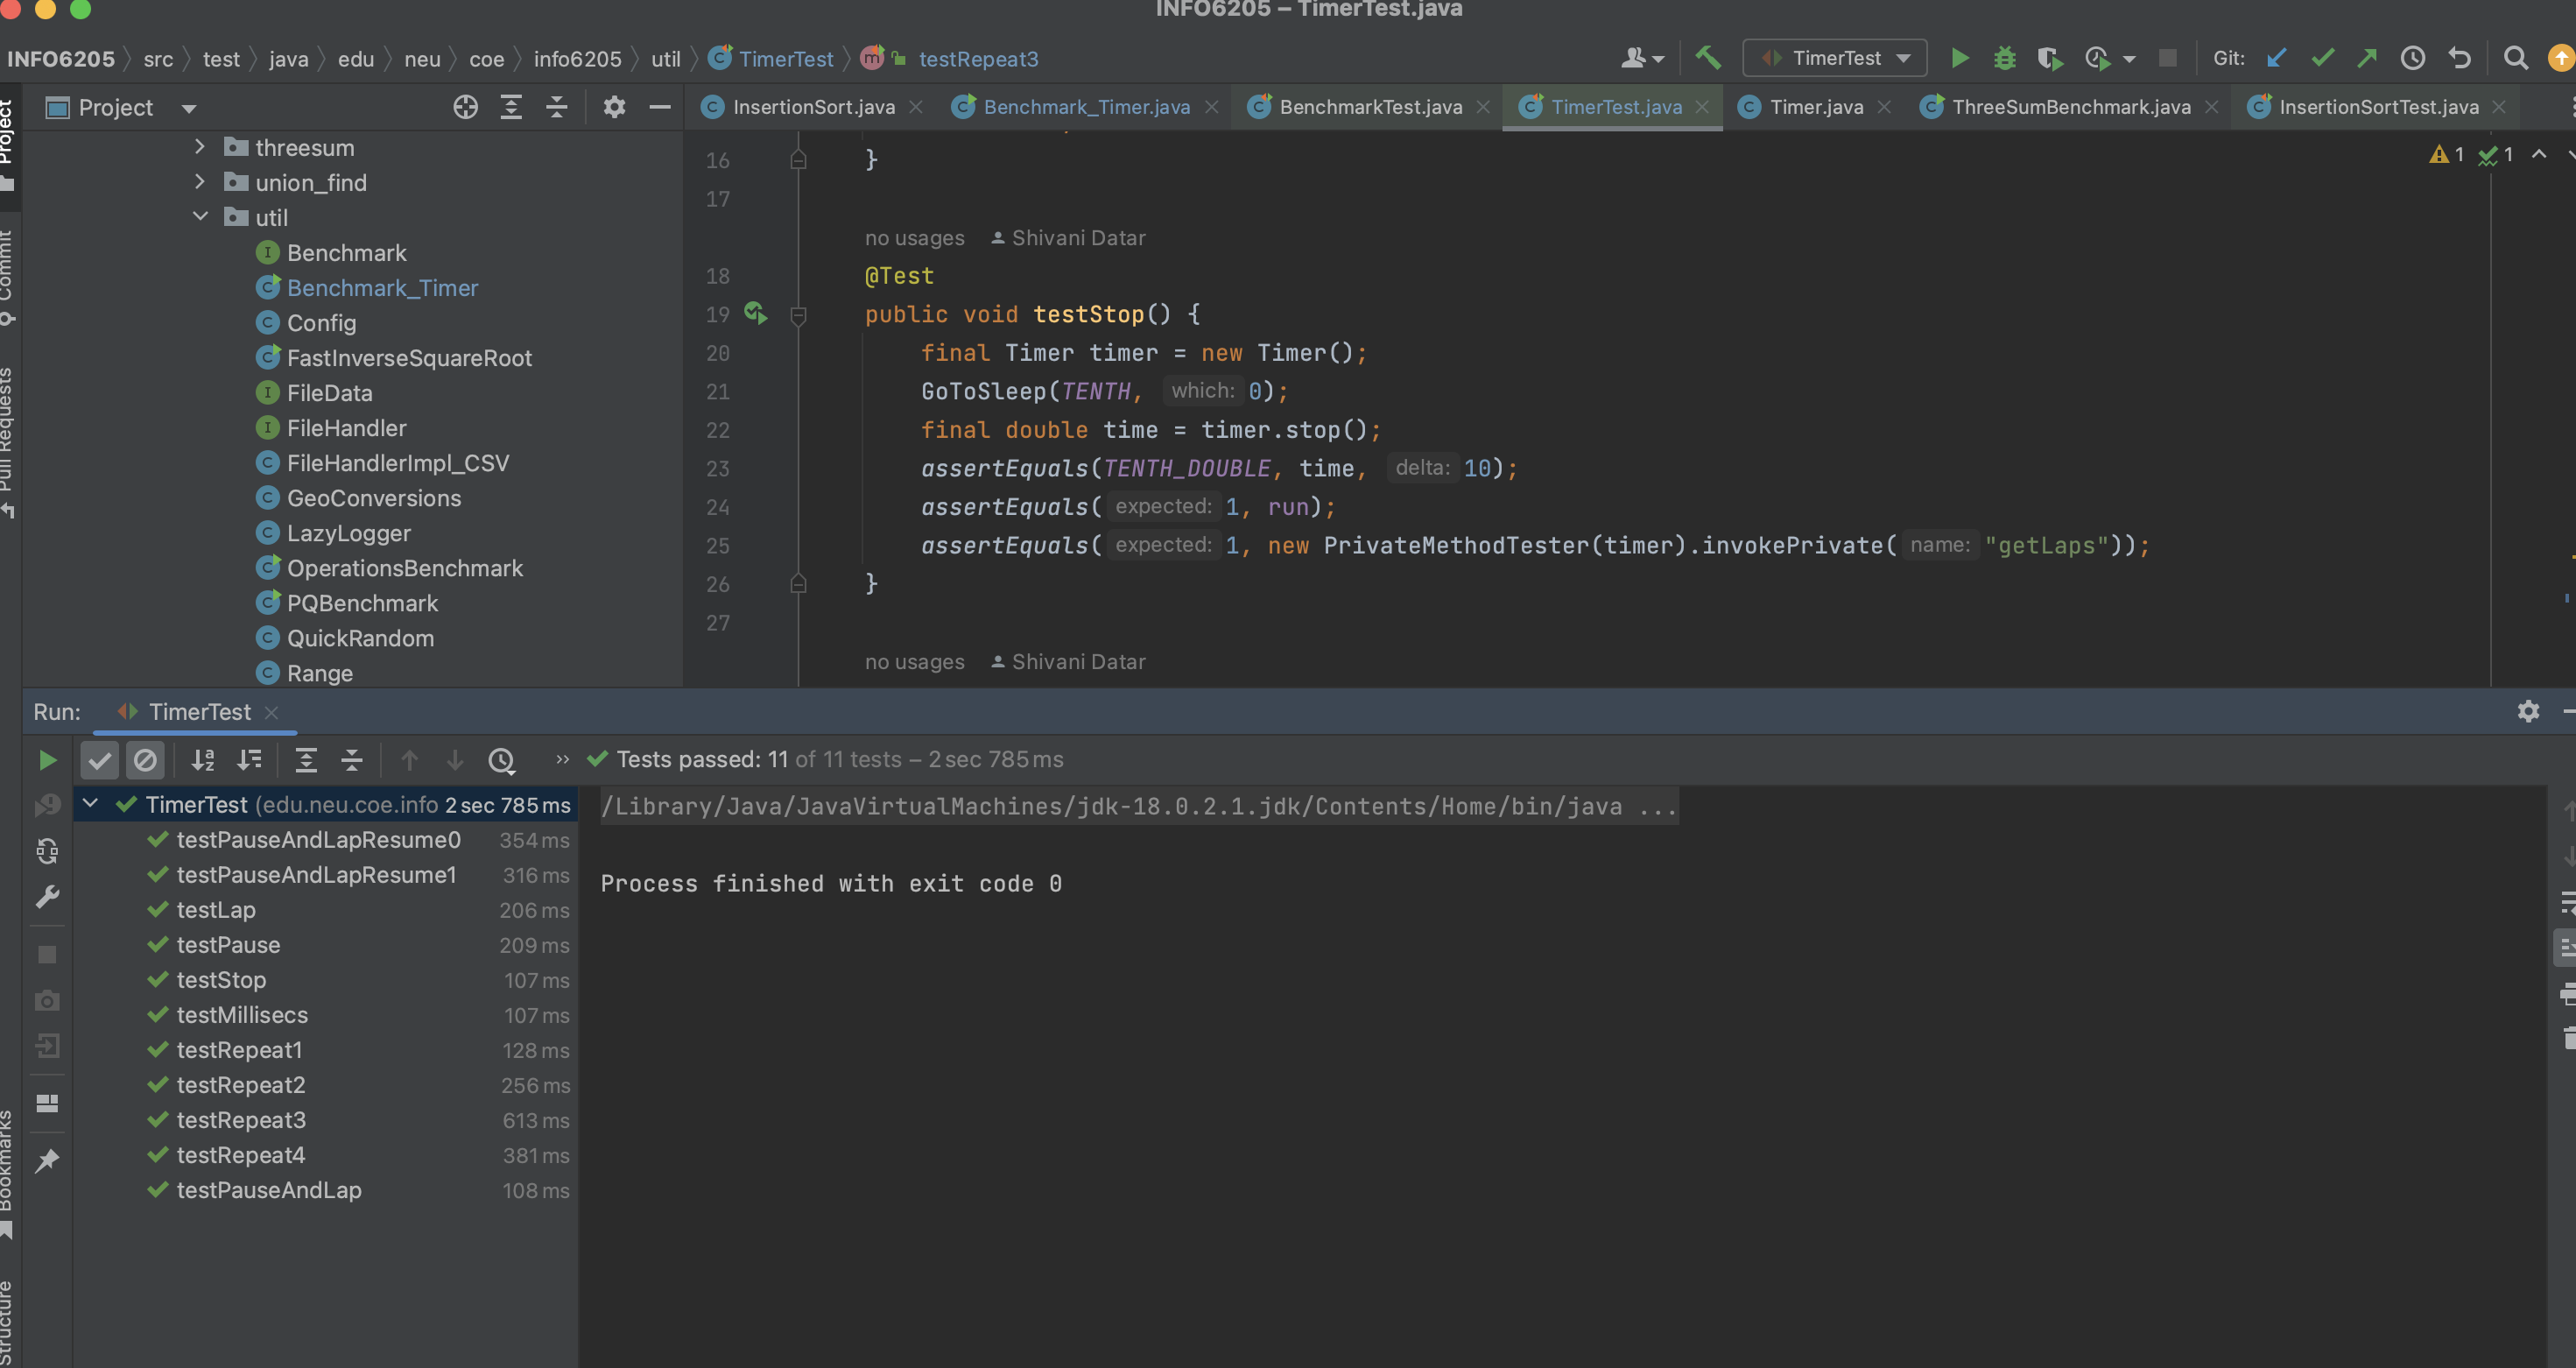 INFO6205 – TimerTest.java
INFO6205 src test java edu neu coe info6205 util TimerTest testRepeat3
TimerTest Git:
Project
InsertionSort.java Benchmark_Timer.java BenchmarkTest.java TimerTest.java Timer.java ThreeSumBenchmark.java InsertionSortTest.java
Project
Commit
Pull Requests
Bookmarks
Structure
threesum
union_find
util
Benchmark
Benchmark_Timer
Config
FastInverseSquareRoot
FileData
FileHandler
FileHandlerImpl_CSV
GeoConversions
LazyLogger
OperationsBenchmark
PQBenchmark
QuickRandom
Range
1 1
16 }
17
no usages Shivani Datar
18 @Test
19 public void testStop() {
20 final Timer timer = new Timer();
21 GoToSleep(TENTH, which: 0);
22 final double time = timer.stop();
23 assertEquals(TENTH_DOUBLE, time, delta: 10);
24 assertEquals( expected: 1, run);
25 assertEquals( expected: 1, new PrivateMethodTester(timer).invokePrivate( name: "getLaps"));
26 }
27
no usages Shivani Datar
Run: TimerTest
Tests passed: 11 of 11 tests – 2 sec 785 ms
TimerTest (edu.neu.coe.info 2 sec 785 ms
testPauseAndLapResume0 354 ms
testPauseAndLapResume1 316 ms
testLap 206 ms
testPause 209 ms
testStop 107 ms
testMillisecs 107 ms
testRepeat1 128 ms
testRepeat2 256 ms
testRepeat3 613 ms
testRepeat4 381 ms
testPauseAndLap 108 ms
/Library/Java/JavaVirtualMachines/jdk-18.0.2.1.jdk/Contents/Home/bin/java ...
Process finished with exit code 0